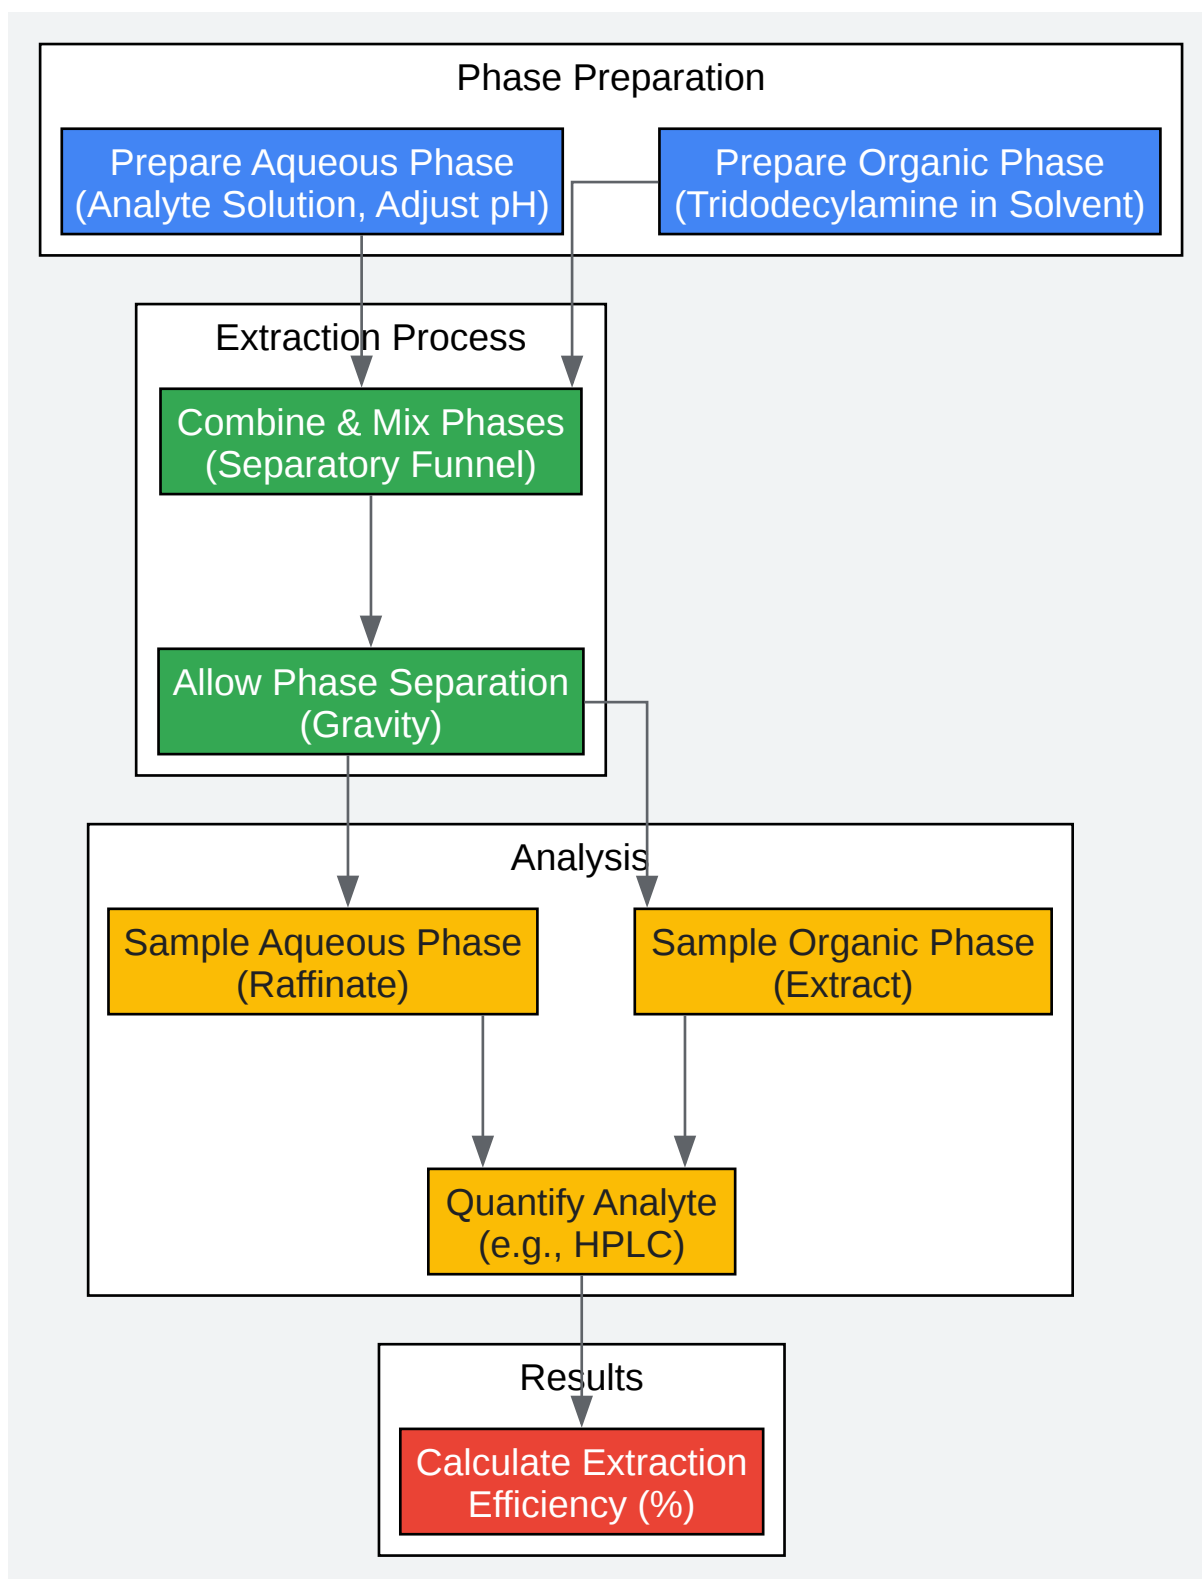 Phase Preparation
Prepare Aqueous Phase
(Analyte Solution, Adjust pH)
Prepare Organic Phase
(Tridodecylamine in Solvent)
Extraction Process
Combine & Mix Phases
(Separatory Funnel)
Allow Phase Separation
(Gravity)
Analysis
Sample Aqueous Phase
(Raffinate)
Sample Organic Phase
(Extract)
Quantify Analyte
(e.g., HPLC)
Results
Calculate Extraction
Efficiency (%)